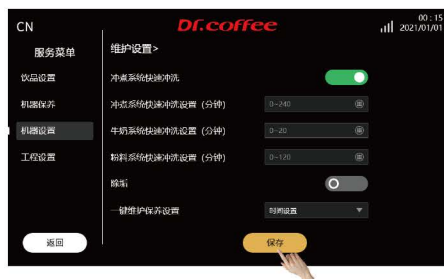 CN
Dr.coffee
00 : 15
2021/01/01
服务菜单
维护设置>
饮品设置
冲煮系统快速冲洗
机器保养
冲煮系统快速冲洗设置（分钟）
0~240
机器设置
牛奶系统快速冲洗设置（分钟）
0~20
工程设置
粉料系统快速冲洗设置（分钟）
0~120
除垢
一键维护保养设置
时间设置
返回
保存